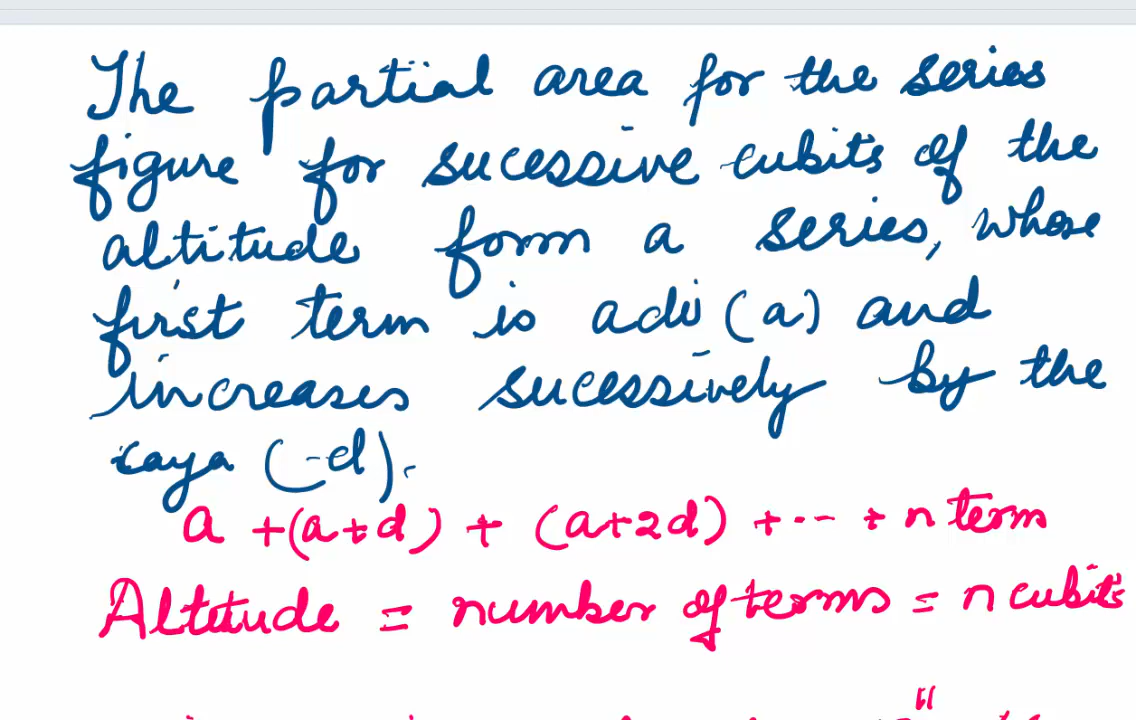 The partial area for the series
figure for sucessive cubits of the
altitude form a series, whose
first term is adi (a) and
increases sucessively by the
caya (-d).
a + (a+d) + (a+2d) + ... + n term
Altitude = number of terms = n cubits